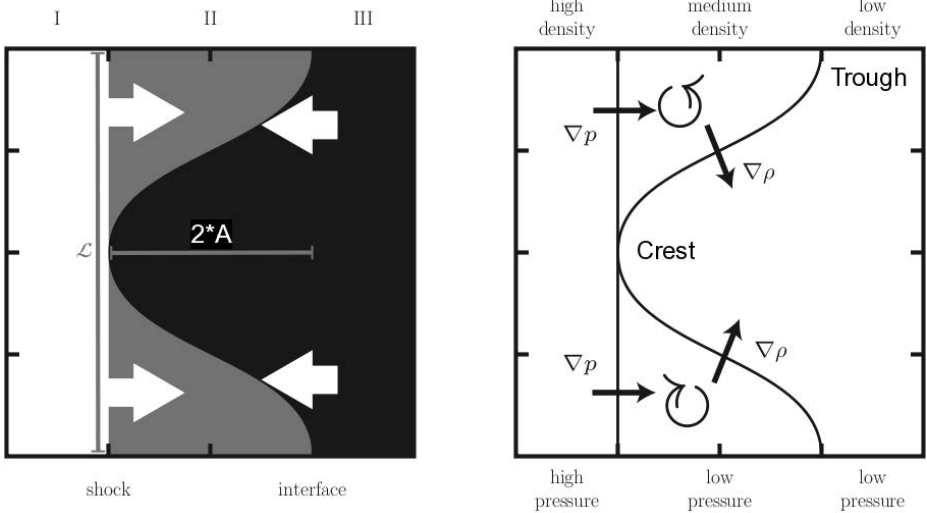 I II III
ℒ
2*A
shock interface
high density
medium density
low density
Trough
∇p
∇ρ
Crest
∇p
∇ρ
high pressure
low pressure
low pressure